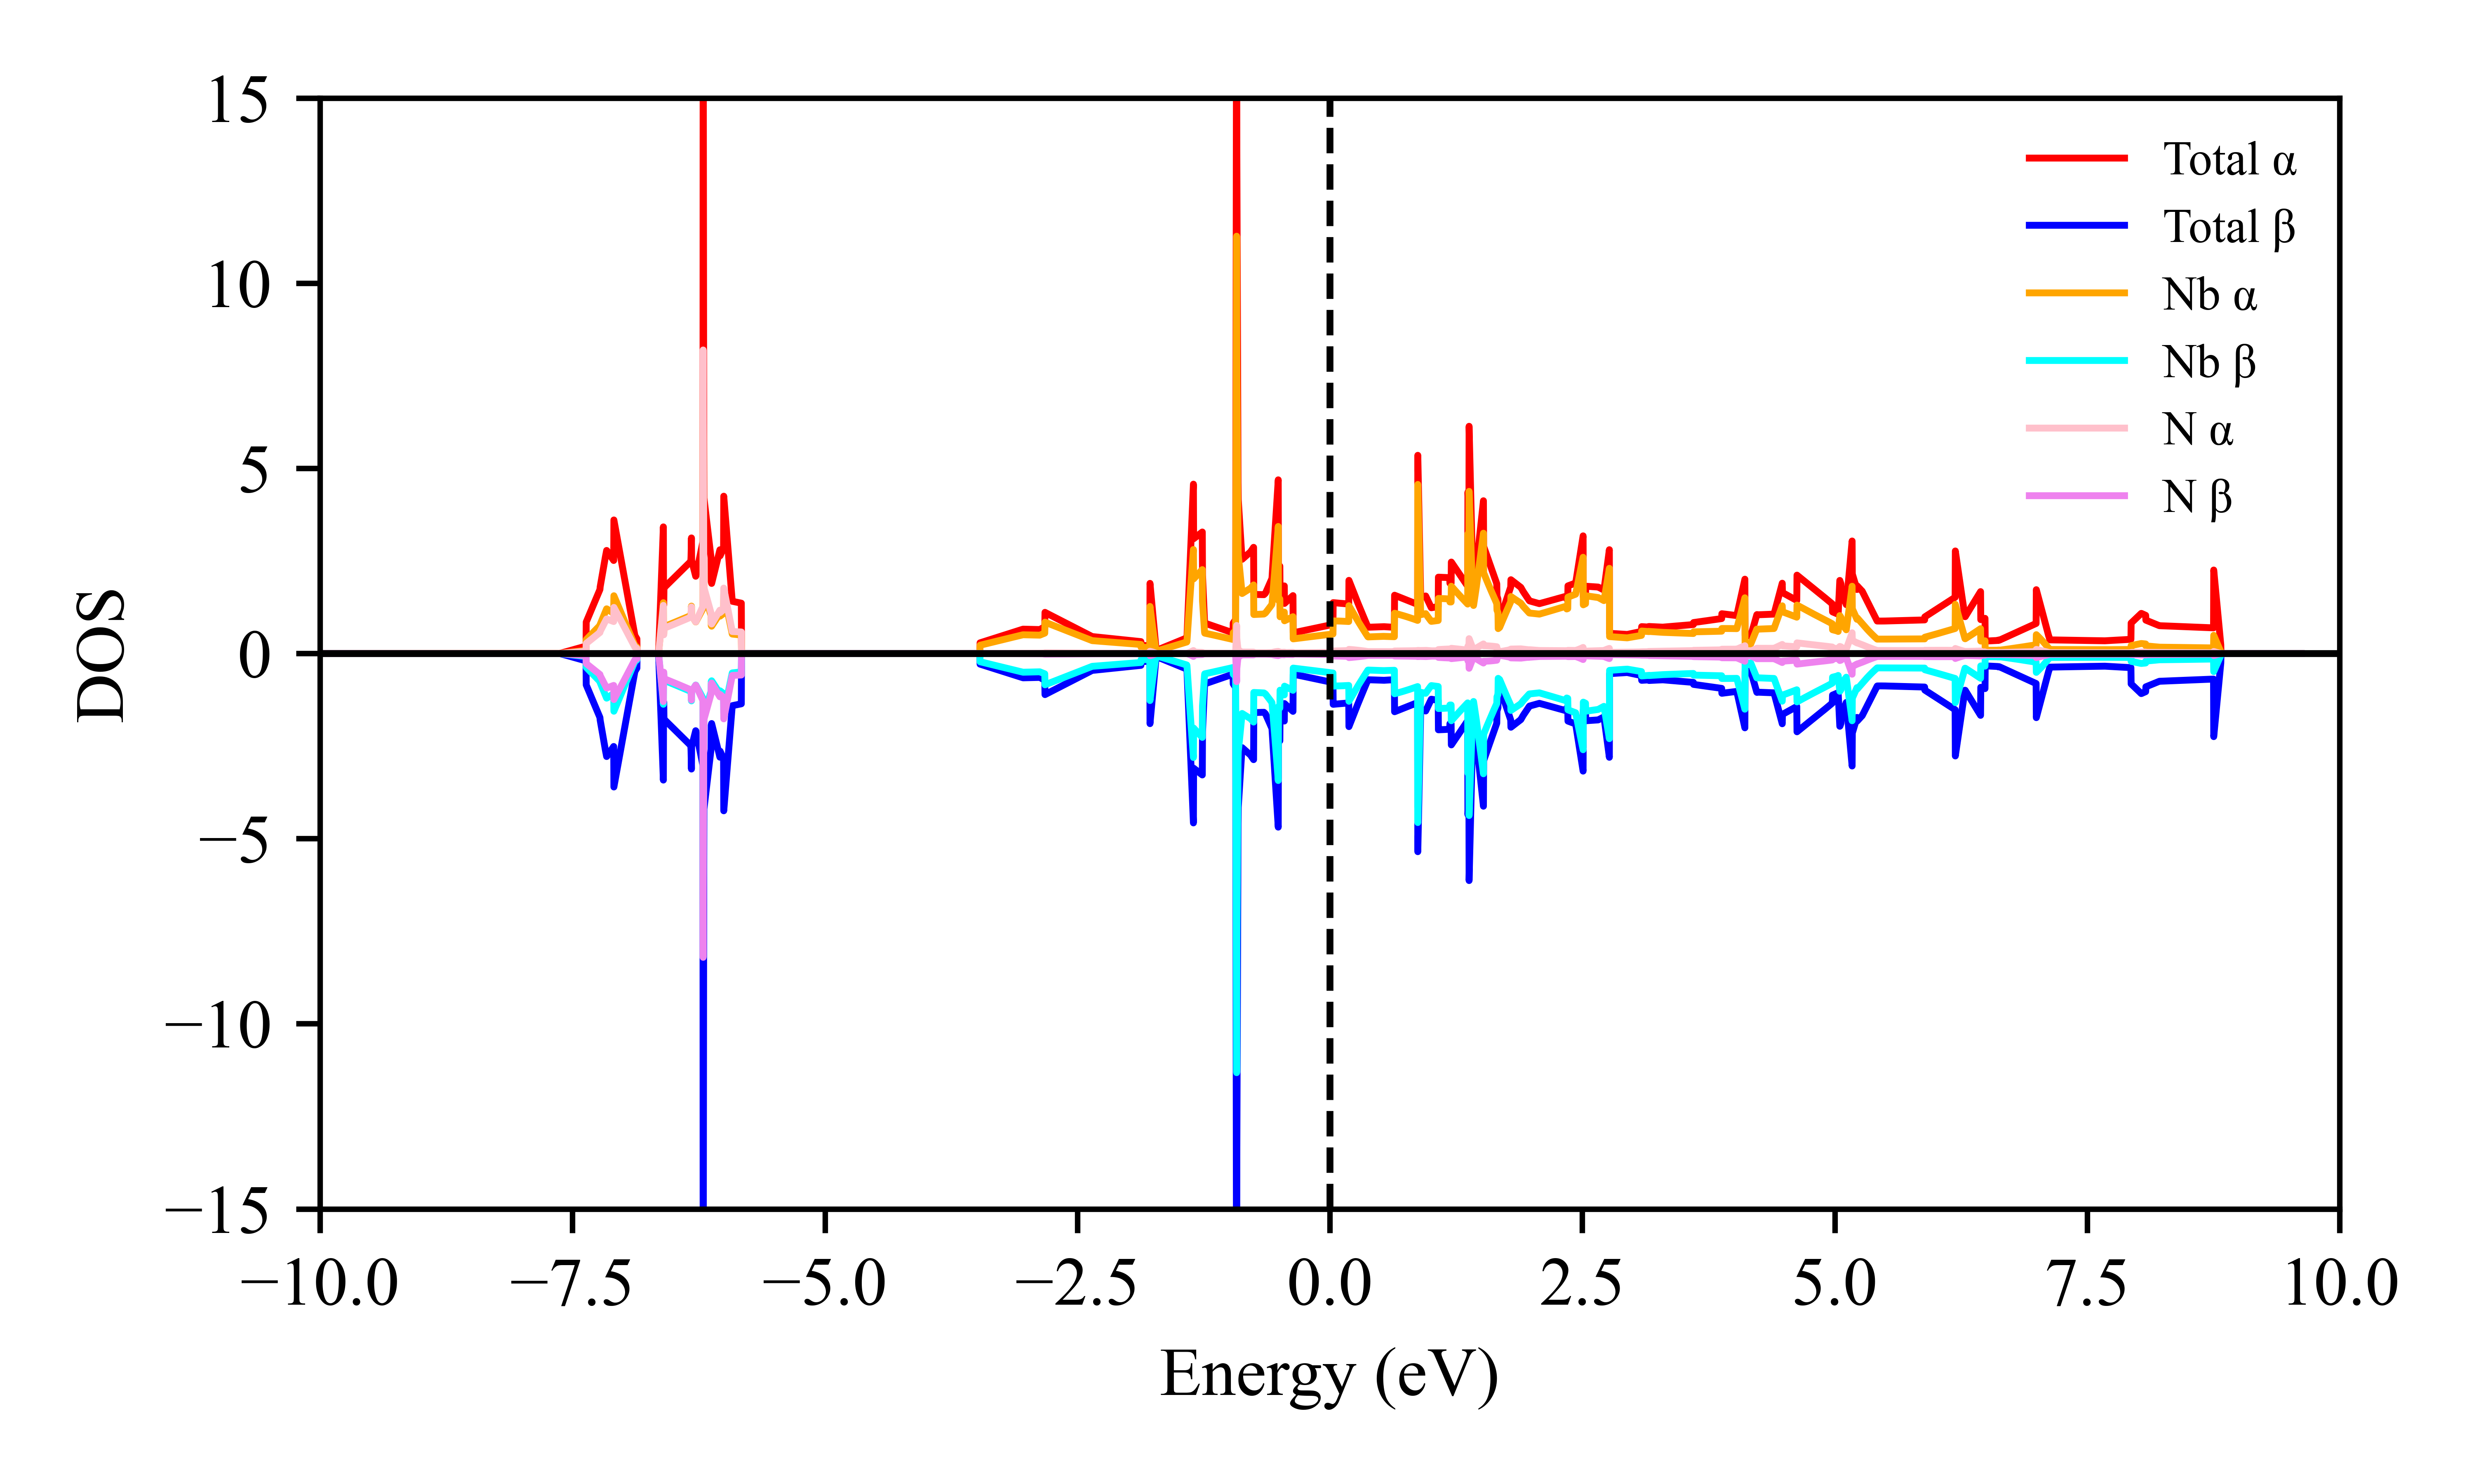 15
10
5
0
−5
−10
−15
DOS
−10.0 −7.5 −5.0 −2.5 0.0 2.5 5.0 7.5 10.0
Energy (eV)
Total α
Total β
Nb α
Nb β
N α
N β